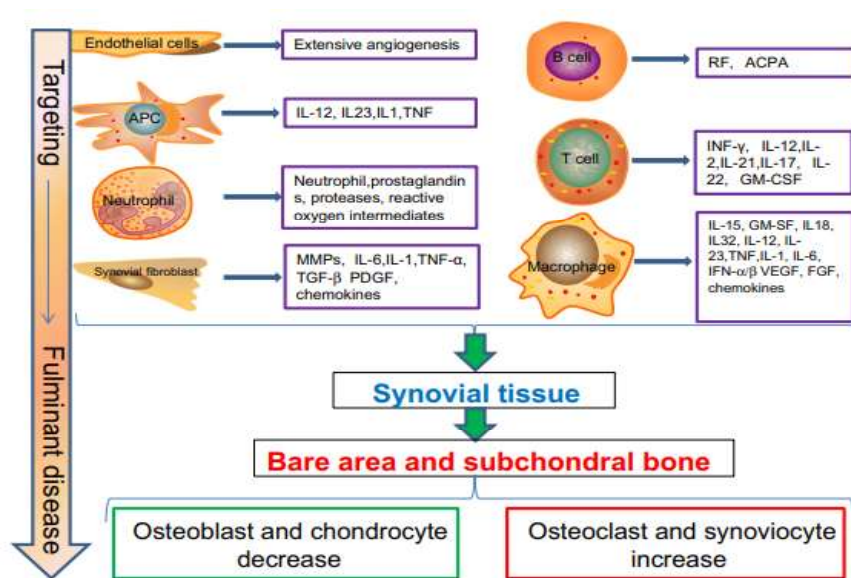 Targeting
Fulminant disease
Endothelial cells
Extensive angiogenesis
APC
IL-12, IL23,IL1,TNF
Neutrophil
Neutrophil,prostaglandin
s, proteases, reactive
oxygen intermediates
Synovial fibroblast
MMPs, IL-6,IL-1,TNF-α,
TGF-β PDGF,
chemokines
B cell
RF, ACPA
T cell
INF-γ, IL-12,IL-
2,IL-21,IL-17, IL-
22, GM-CSF
Macrophage
IL-15, GM-SF, IL18,
IL32, IL-12, IL-
23,TNF,IL-1, IL-6,
IFN-α/β VEGF, FGF,
chemokines
Synovial tissue
Bare area and subchondral bone
Osteoblast and chondrocyte
decrease
Osteoclast and synoviocyte
increase